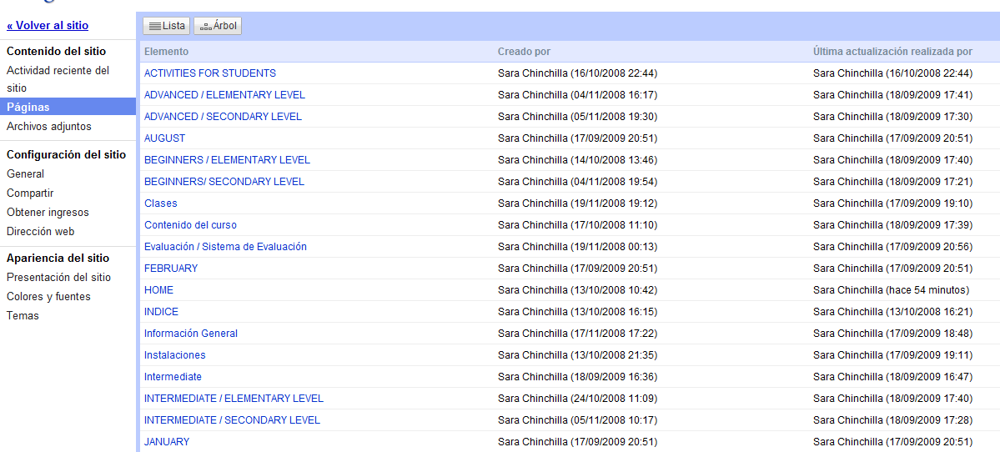 « Volver al sitio
Contenido del sitio
Actividad reciente del
sitio
Páginas
Archivos adjuntos
Configuración del sitio
General
Compartir
Obtener ingresos
Dirección web
Apariencia del sitio
Presentación del sitio
Colores y fuentes
Temas
Lista Árbol
Elemento Creado por Última actualización realizada por
ACTIVITIES FOR STUDENTS Sara Chinchilla (16/10/2008 22:44) Sara Chinchilla (16/10/2008 22:44)
ADVANCED / ELEMENTARY LEVEL Sara Chinchilla (04/11/2008 16:17) Sara Chinchilla (18/09/2009 17:41)
ADVANCED / SECONDARY LEVEL Sara Chinchilla (05/11/2008 19:30) Sara Chinchilla (18/09/2009 17:30)
AUGUST Sara Chinchilla (17/09/2009 20:51) Sara Chinchilla (17/09/2009 20:51)
BEGINNERS / ELEMENTARY LEVEL Sara Chinchilla (14/10/2008 13:46) Sara Chinchilla (18/09/2009 17:40)
BEGINNERS/ SECONDARY LEVEL Sara Chinchilla (04/11/2008 19:54) Sara Chinchilla (18/09/2009 17:21)
Clases Sara Chinchilla (19/11/2008 19:12) Sara Chinchilla (17/09/2009 19:10)
Contenido del curso Sara Chinchilla (17/10/2008 11:10) Sara Chinchilla (18/09/2009 17:39)
Evaluación / Sistema de Evaluación Sara Chinchilla (19/11/2008 00:13) Sara Chinchilla (17/09/2009 20:56)
FEBRUARY Sara Chinchilla (17/09/2009 20:51) Sara Chinchilla (17/09/2009 20:51)
HOME Sara Chinchilla (13/10/2008 10:42) Sara Chinchilla (hace 54 minutos)
INDICE Sara Chinchilla (13/10/2008 16:15) Sara Chinchilla (13/10/2008 16:21)
Información General Sara Chinchilla (17/11/2008 17:22) Sara Chinchilla (17/09/2009 18:48)
Instalaciones Sara Chinchilla (13/10/2008 21:35) Sara Chinchilla (17/09/2009 19:11)
Intermediate Sara Chinchilla (18/09/2009 16:36) Sara Chinchilla (18/09/2009 16:47)
INTERMEDIATE / ELEMENTARY LEVEL Sara Chinchilla (24/10/2008 11:09) Sara Chinchilla (18/09/2009 17:40)
INTERMEDIATE / SECONDARY LEVEL Sara Chinchilla (05/11/2008 10:17) Sara Chinchilla (18/09/2009 17:28)
JANUARY Sara Chinchilla (17/09/2009 20:51) Sara Chinchilla (17/09/2009 20:51)